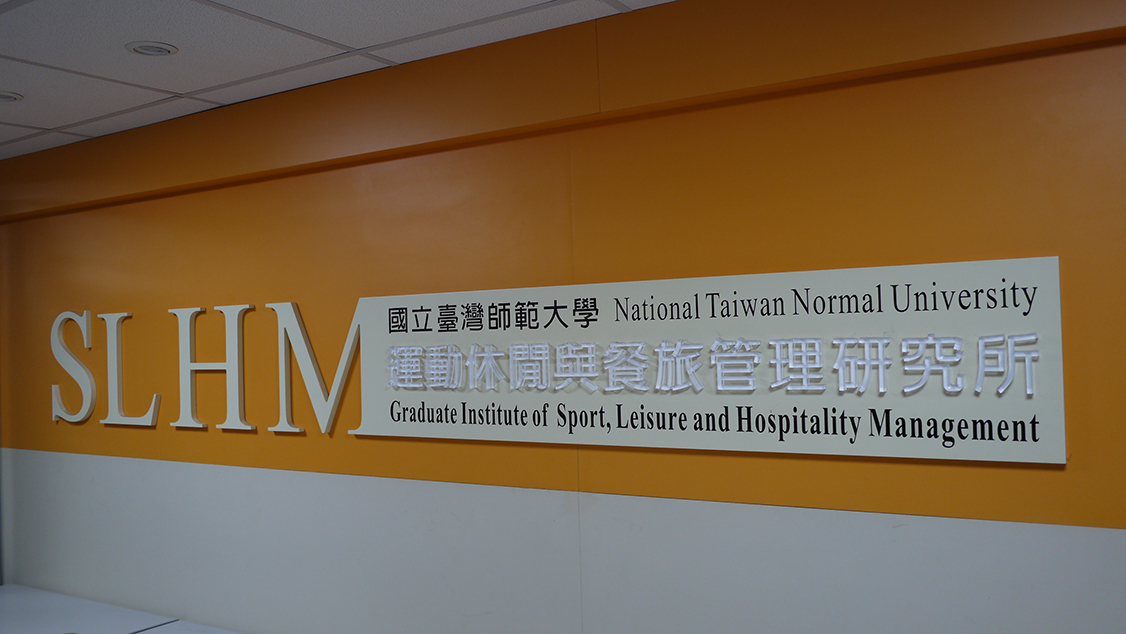 SLHM
國立臺灣師範大學 National Taiwan Normal University
運動休閒與餐旅管理研究所
Graduate Institute of Sport, Leisure and Hospitality Management